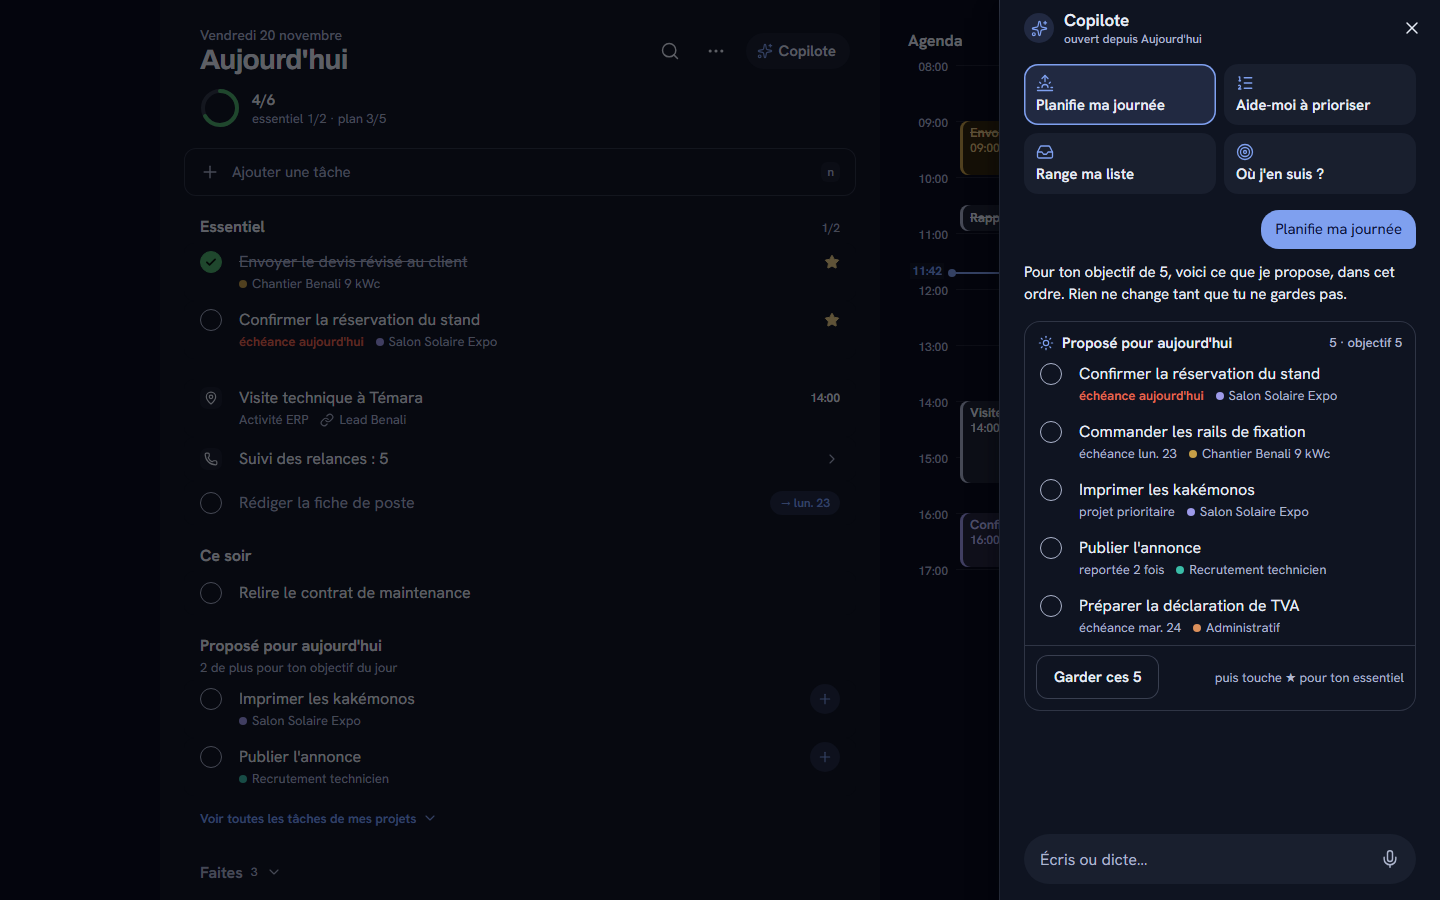 Vendredi 20 novembre
Aujourd'hui
Copilote
4/6
essentiel 1/2 · plan 3/5
Ajouter une tâche
n
Essentiel
1/2
Envoyer le devis révisé au client
Chantier Benali 9 kWc
Confirmer la réservation du stand
échéance aujourd'hui Salon Solaire Expo
Visite technique à Témara
14:00
Activité ERP Lead Benali
Suivi des relances : 5
Rédiger la fiche de poste
→ lun. 23
Ce soir
Relire le contrat de maintenance
Proposé pour aujourd'hui
2 de plus pour ton objectif du jour
Imprimer les kakémonos
Salon Solaire Expo
Publier l'annonce
Recrutement technicien
Voir toutes les tâches de mes projets
Faites 3
Agenda
08:00
09:00
Envo
09:00
10:00
Rapp
11:00
11:42
12:00
13:00
14:00
Visite
14:00
15:00
16:00
Conf
16:00
17:00
Copilote
ouvert depuis Aujourd'hui
Planifie ma journée
Aide-moi à prioriser
Range ma liste
Où j'en suis ?
Planifie ma journée
Pour ton objectif de 5, voici ce que je propose, dans cet
ordre. Rien ne change tant que tu ne gardes pas.
Proposé pour aujourd'hui
5 · objectif 5
Confirmer la réservation du stand
échéance aujourd'hui Salon Solaire Expo
Commander les rails de fixation
échéance lun. 23 Chantier Benali 9 kWc
Imprimer les kakémonos
projet prioritaire Salon Solaire Expo
Publier l'annonce
reportée 2 fois Recrutement technicien
Préparer la déclaration de TVA
échéance mar. 24 Administratif
Garder ces 5
puis touche ★ pour ton essentiel
Écris ou dicte...